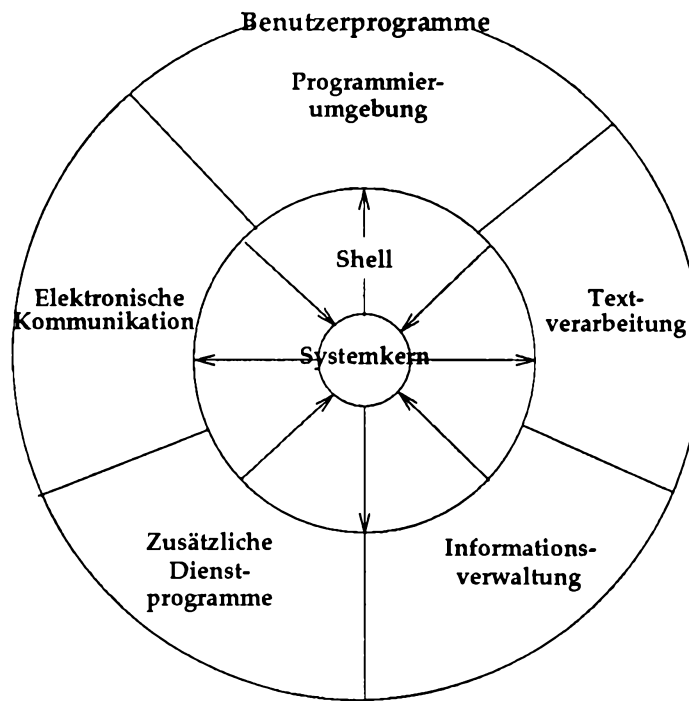 Benutzerprogramme
Programmier-
umgebung
Shell
Elektronische
Kommunikation
Text-
verarbeitung
Systemkern
Zusätzliche
Dienst-
programme
Informations-
verwaltung